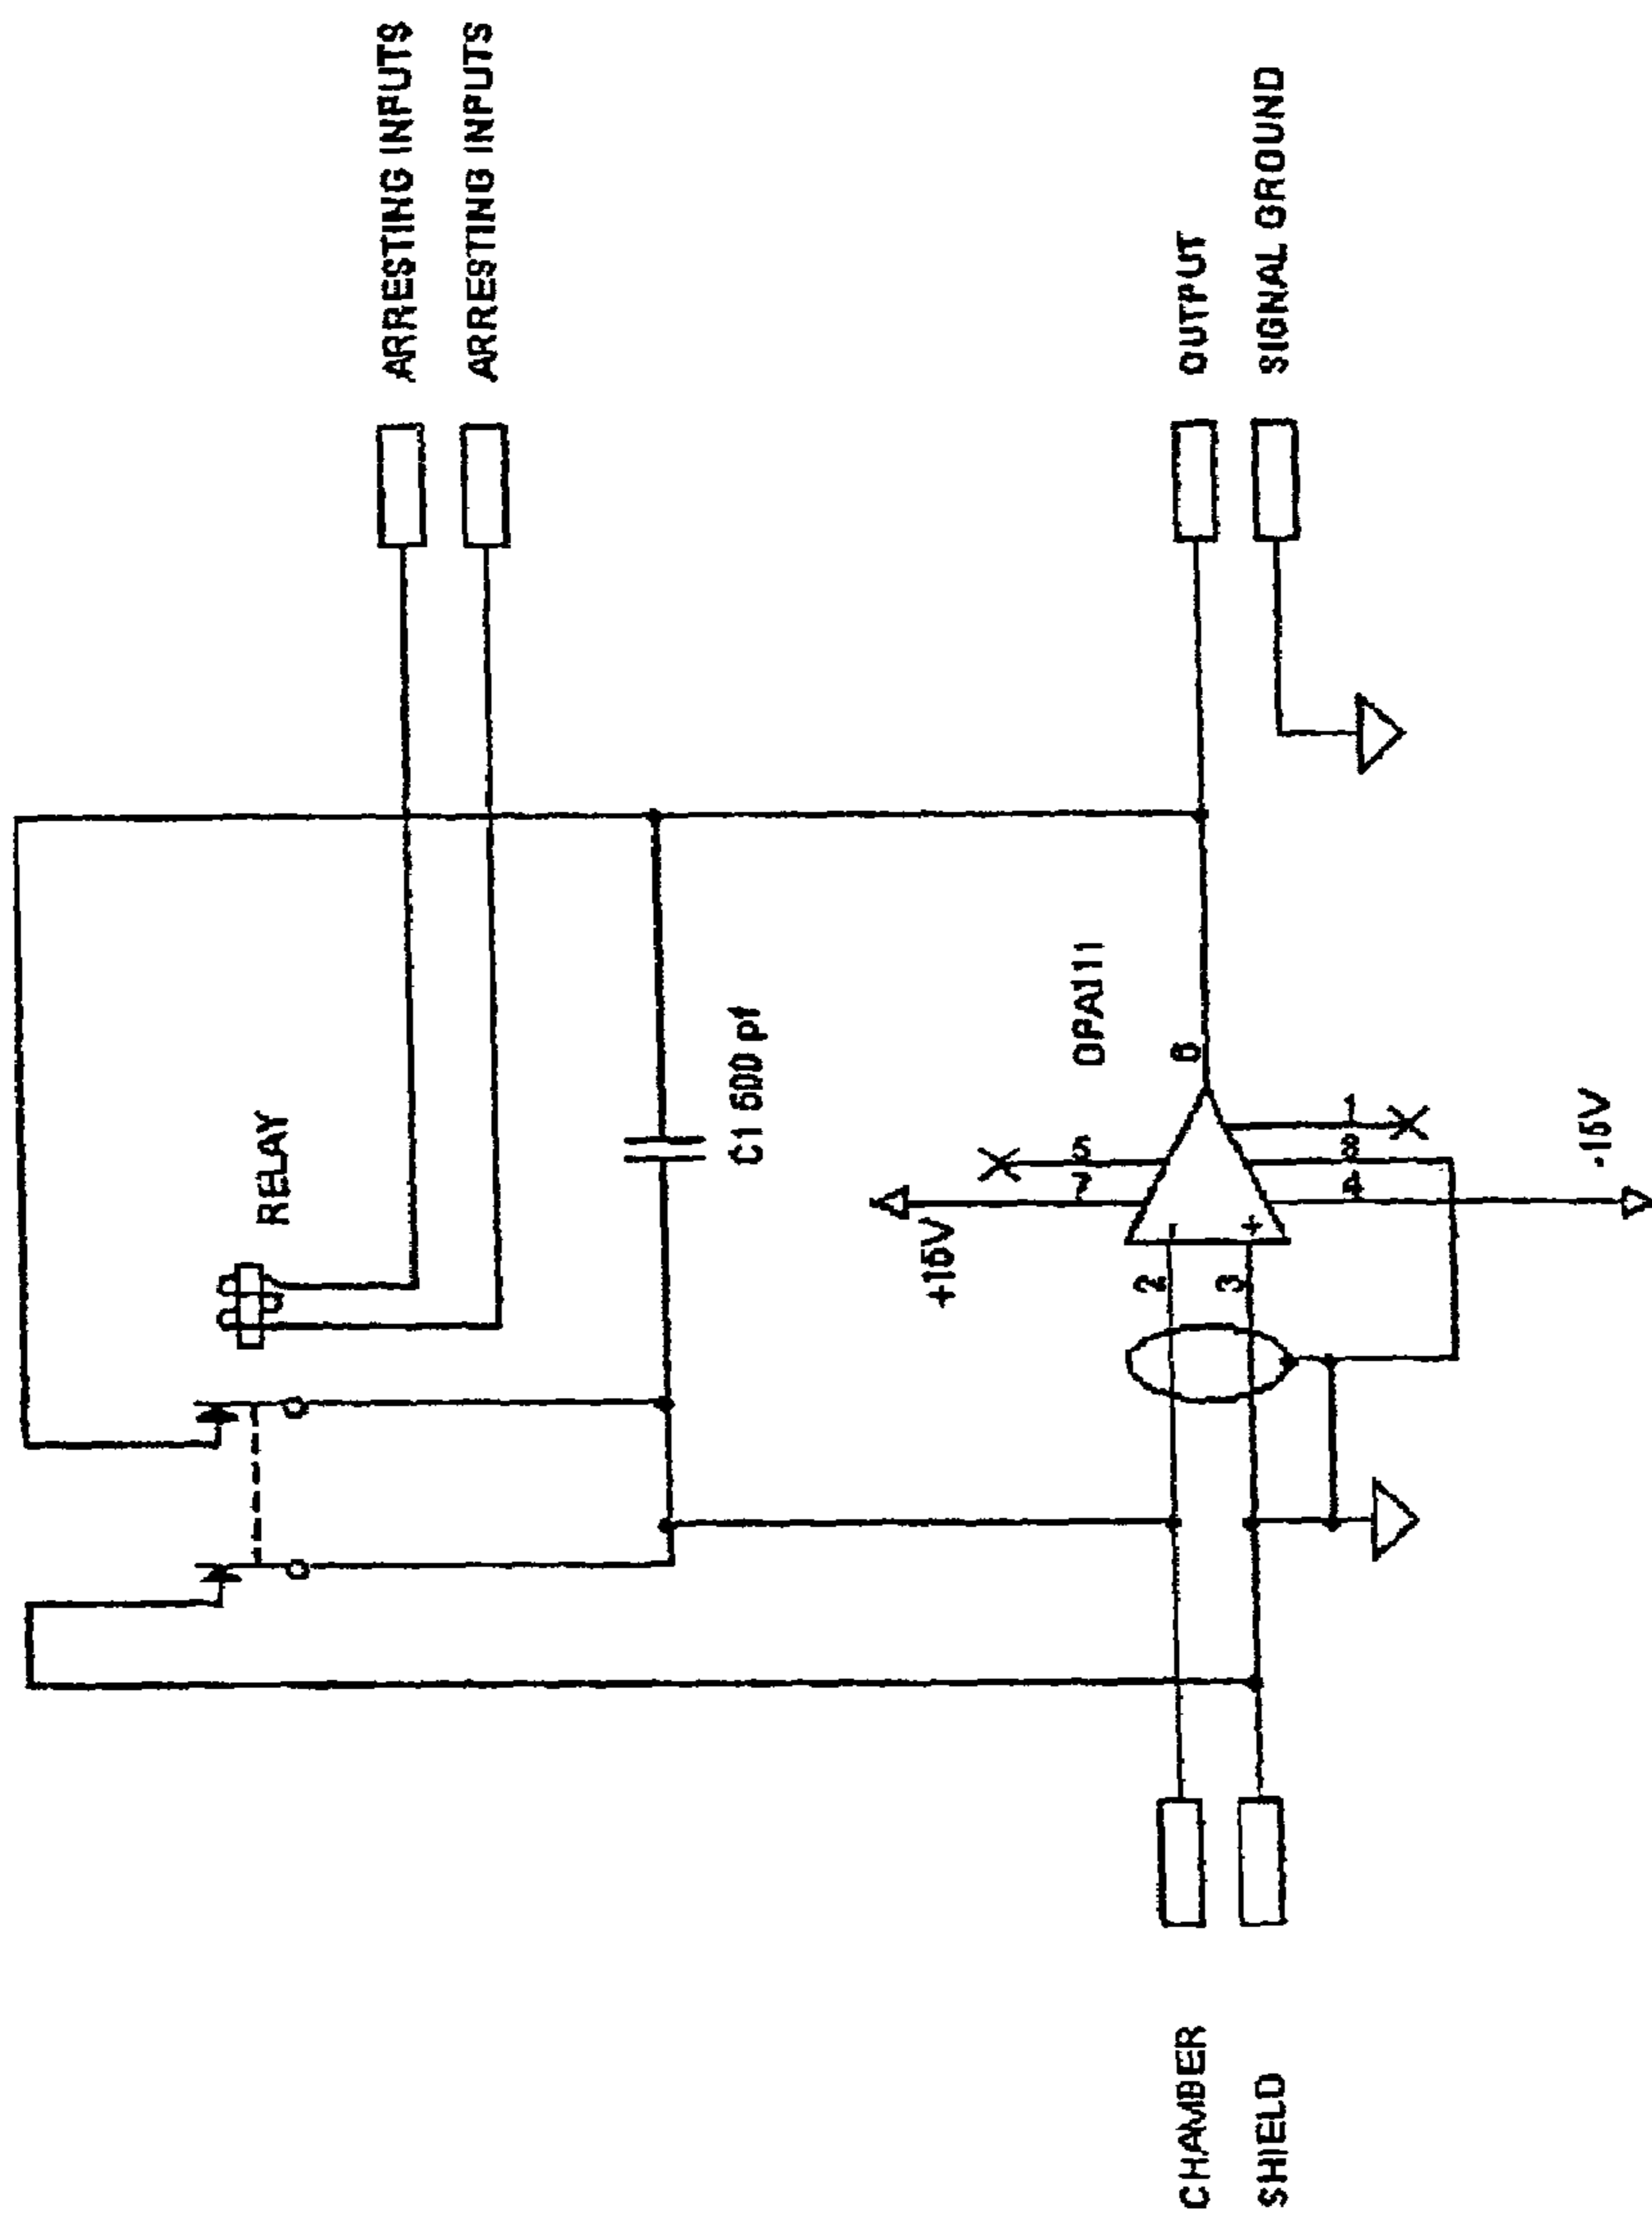 RELAY
ARRESTING INPUTS
ARRESTING INPUTS
C1 600 pf
+15V
OPA111
7
5
CHAMBER
2
-
6
OUTPUT
SHIELD
3
+
SIGNAL GROUND
4
8
1
-15V